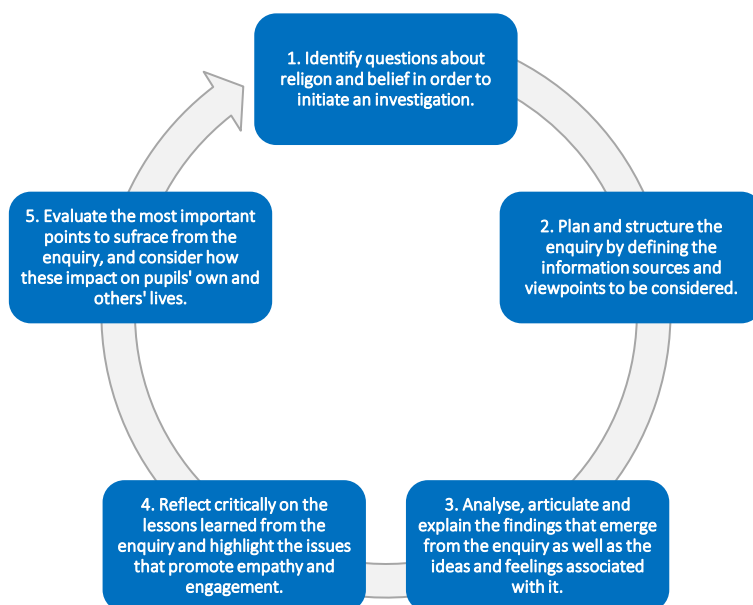 1. Identify questions about
religon and belief in order to
initiate an investigation.
2. Plan and structure the
enquiry by defining the
information sources and
viewpoints to be considered.
3. Analyse, articulate and
explain the findings that emerge
from the enquiry as well as the
ideas and feelings associated
with it.
4. Reflect critically on the
lessons learned from the
enquiry and highlight the issues
that promote empathy and
engagement.
5. Evaluate the most important
points to sufrace from the
enquiry, and consider how
these impact on pupils' own and
others' lives.